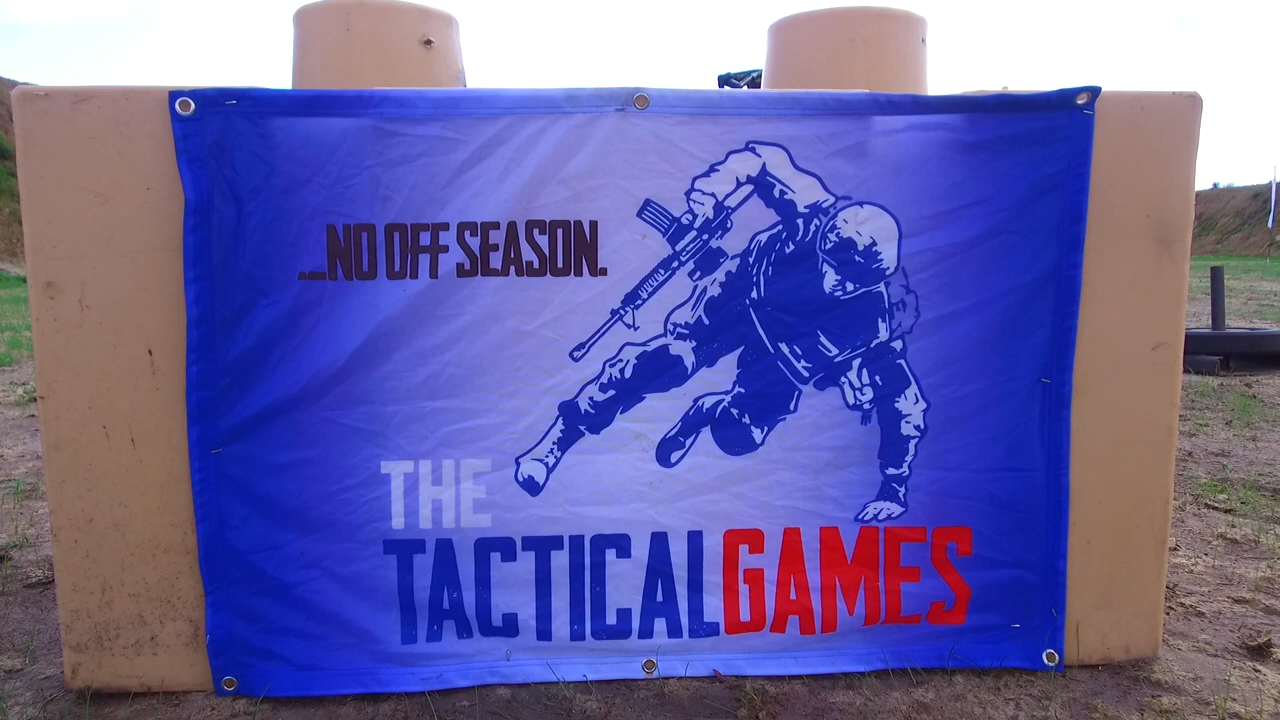 ...NO OFF SEASON.
THE
TACTICALGAMES